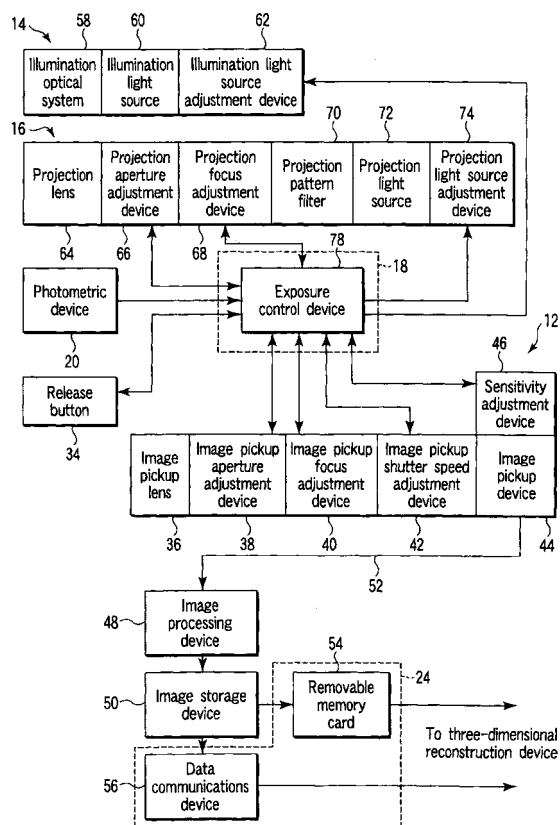 14
58
60
62
Illumination
optical
system
Illumination
light
source
Illumination light
source
adjustment device
16
70
72
74
Projection
lens
Projection
aperture
adjustment
device
Projection
focus
adjustment
device
Projection
pattern
filter
Projection
light
source
Projection
light source
adjustment
device
64
66
68
78
18
Photometric
device
20
Exposure
control device
12
46
Release
button
34
Sensitivity
adjustment
device
Image
pickup
lens
Image pickup
aperture
adjustment
device
Image pickup
focus
adjustment
device
Image pickup
shutter speed
adjustment
device
Image
pickup
device
36
38
40
42
44
52
48
Image
processing
device
54
24
50
Image storage
device
Removable
memory
card
To three-dimensional
reconstruction device
56
Data
communications
device